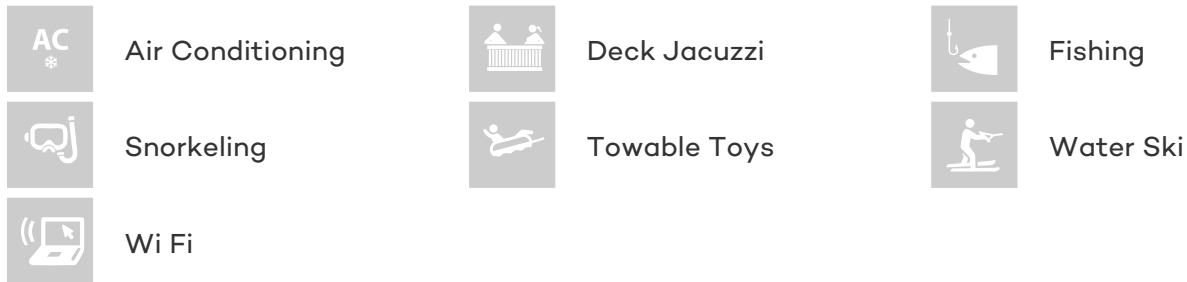 AC
Air Conditioning
Deck Jacuzzi
Fishing
Snorkeling
Towable Toys
Water Ski
Wi Fi